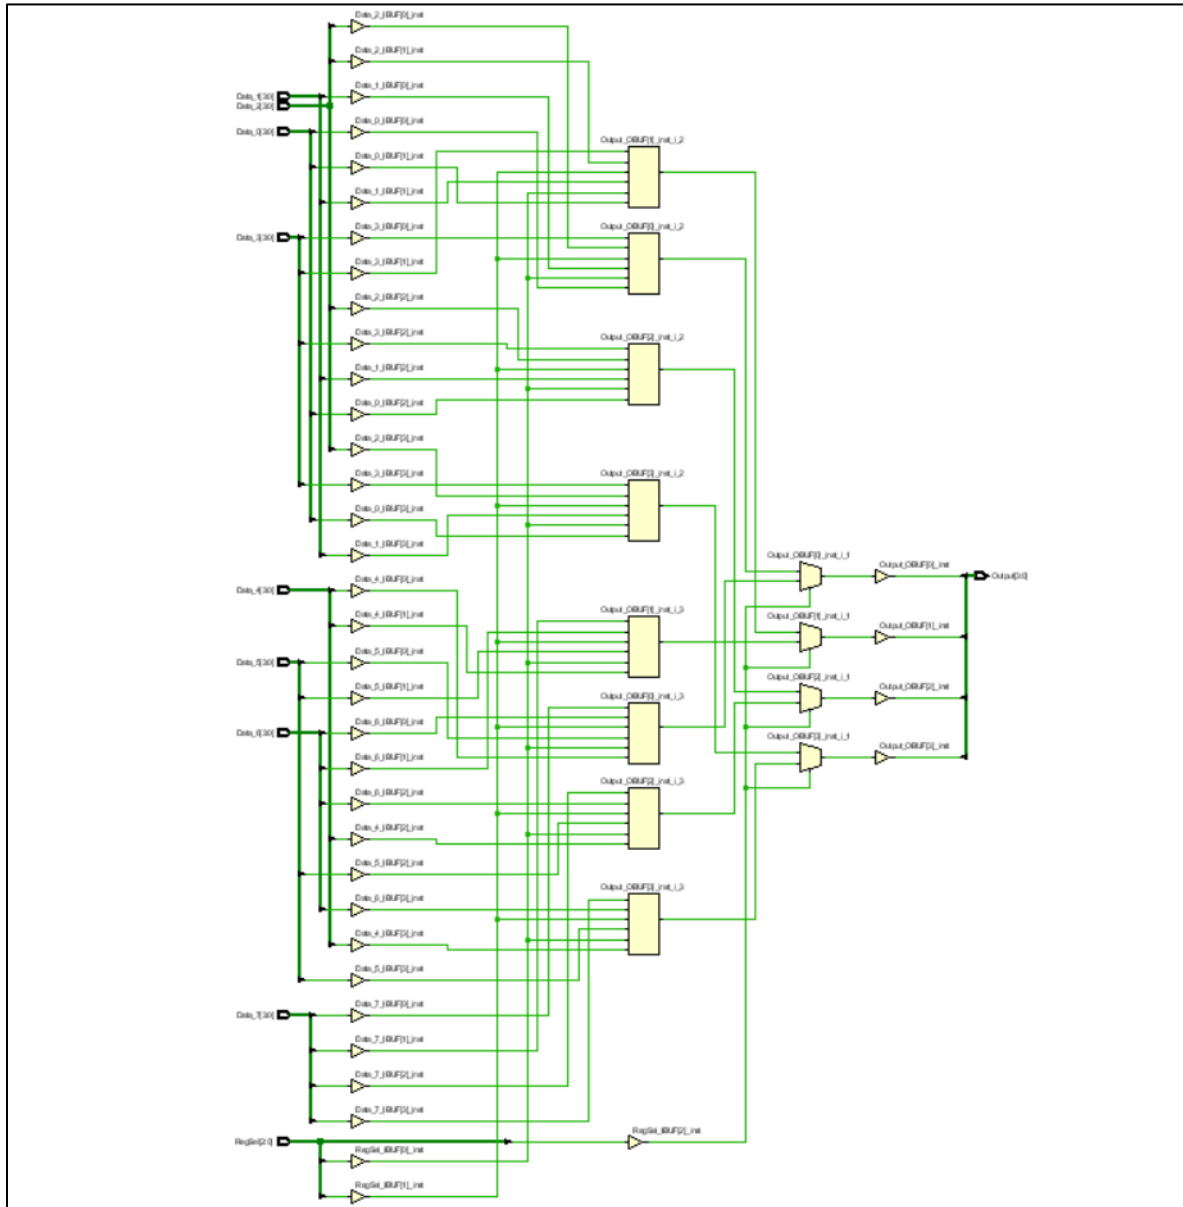 Data_2_IBUF[0]_inst
Data_2_IBUF[1]_inst
Data_1[3:0]
Data_2[3:0]
Data_1_IBUF[0]_inst
Data_0[3:0]
Data_0_IBUF[0]_inst
Output_OBUF[1]_inst_i_2
Data_0_IBUF[1]_inst
Data_1_IBUF[1]_inst
Data_3[3:0]
Data_3_IBUF[0]_inst
Output_OBUF[0]_inst_i_2
Data_3_IBUF[1]_inst
Data_2_IBUF[2]_inst
Data_3_IBUF[2]_inst
Output_OBUF[2]_inst_i_2
Data_1_IBUF[2]_inst
Data_0_IBUF[2]_inst
Data_2_IBUF[3]_inst
Data_3_IBUF[3]_inst
Output_OBUF[3]_inst_i_2
Data_0_IBUF[3]_inst
Data_1_IBUF[3]_inst
Output_OBUF[0]_inst_i_1
Output_OBUF[0]_inst
Output[3:0]
Data_4[3:0]
Data_4_IBUF[0]_inst
Data_4_IBUF[1]_inst
Output_OBUF[1]_inst_i_3
Output_OBUF[1]_inst_i_1
Output_OBUF[1]_inst
Data_5[3:0]
Data_5_IBUF[0]_inst
Data_5_IBUF[1]_inst
Output_OBUF[0]_inst_i_3
Output_OBUF[2]_inst_i_1
Output_OBUF[2]_inst
Data_6[3:0]
Data_6_IBUF[0]_inst
Output_OBUF[3]_inst_i_1
Output_OBUF[3]_inst
Data_6_IBUF[1]_inst
Data_6_IBUF[2]_inst
Output_OBUF[2]_inst_i_3
Data_4_IBUF[2]_inst
Data_5_IBUF[2]_inst
Data_6_IBUF[3]_inst
Output_OBUF[3]_inst_i_3
Data_4_IBUF[3]_inst
Data_5_IBUF[3]_inst
Data_7[3:0]
Data_7_IBUF[0]_inst
Data_7_IBUF[1]_inst
Data_7_IBUF[2]_inst
Data_7_IBUF[3]_inst
RegSel[2:0]
RegSel_IBUF[2]_inst
RegSel_IBUF[0]_inst
RegSel_IBUF[1]_inst